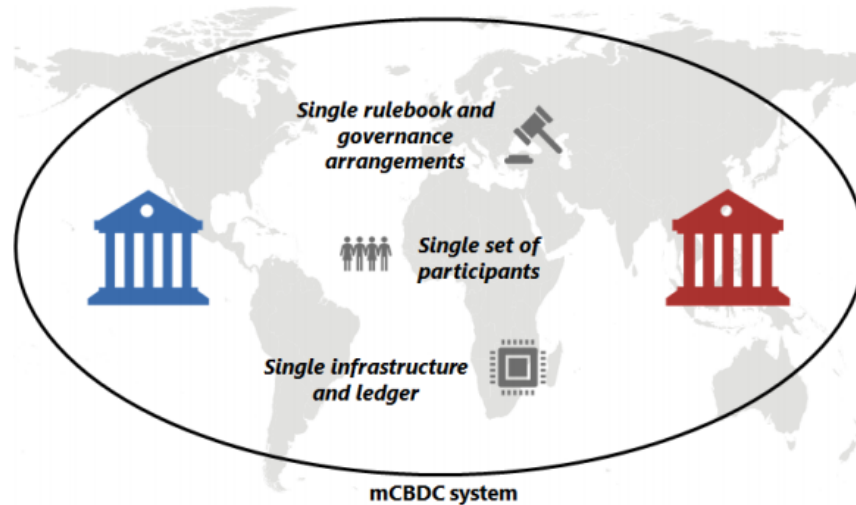 Single rulebook and
governance
arrangements
Single set of
participants
Single infrastructure
and ledger
mCBDC system